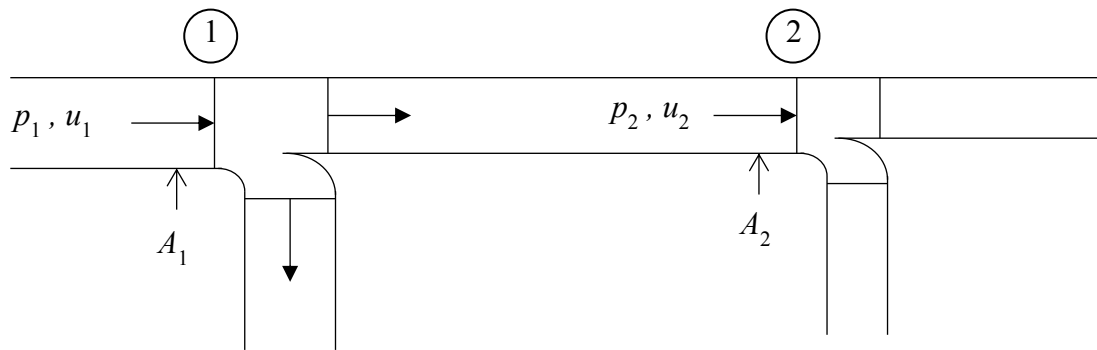 1
2
p₁ , u₁
p₂ , u₂
A₁
A₂